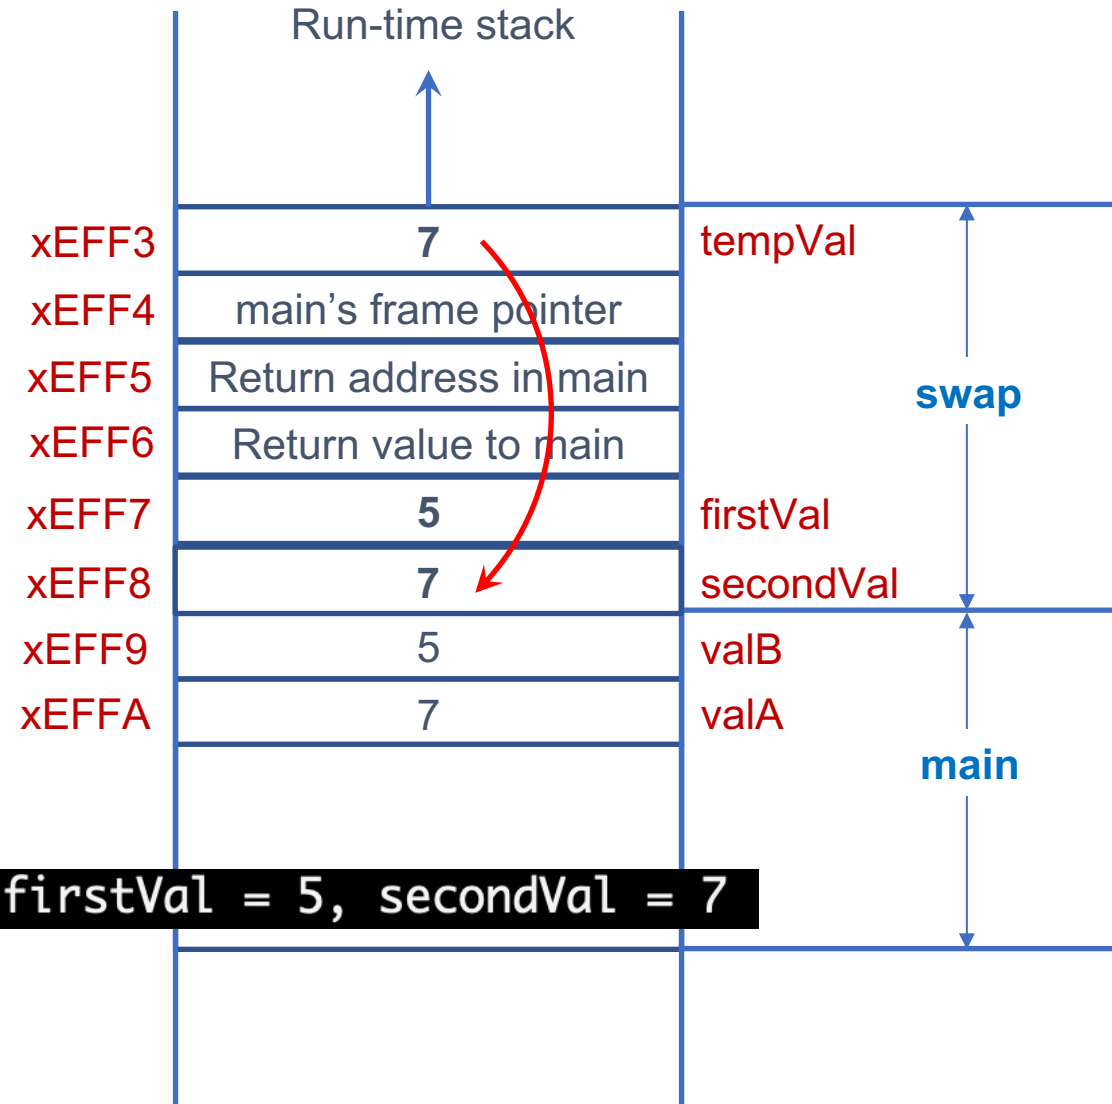 Run-time stack
xEFF3 7 tempVal
xEFF4 main’s frame pointer
xEFF5 Return address in main
swap
xEFF6 Return value to main
xEFF7 5 firstVal
xEFF8 7 secondVal
xEFF9 5 valB
xEFFA 7 valA
main
firstVal = 5, secondVal = 7